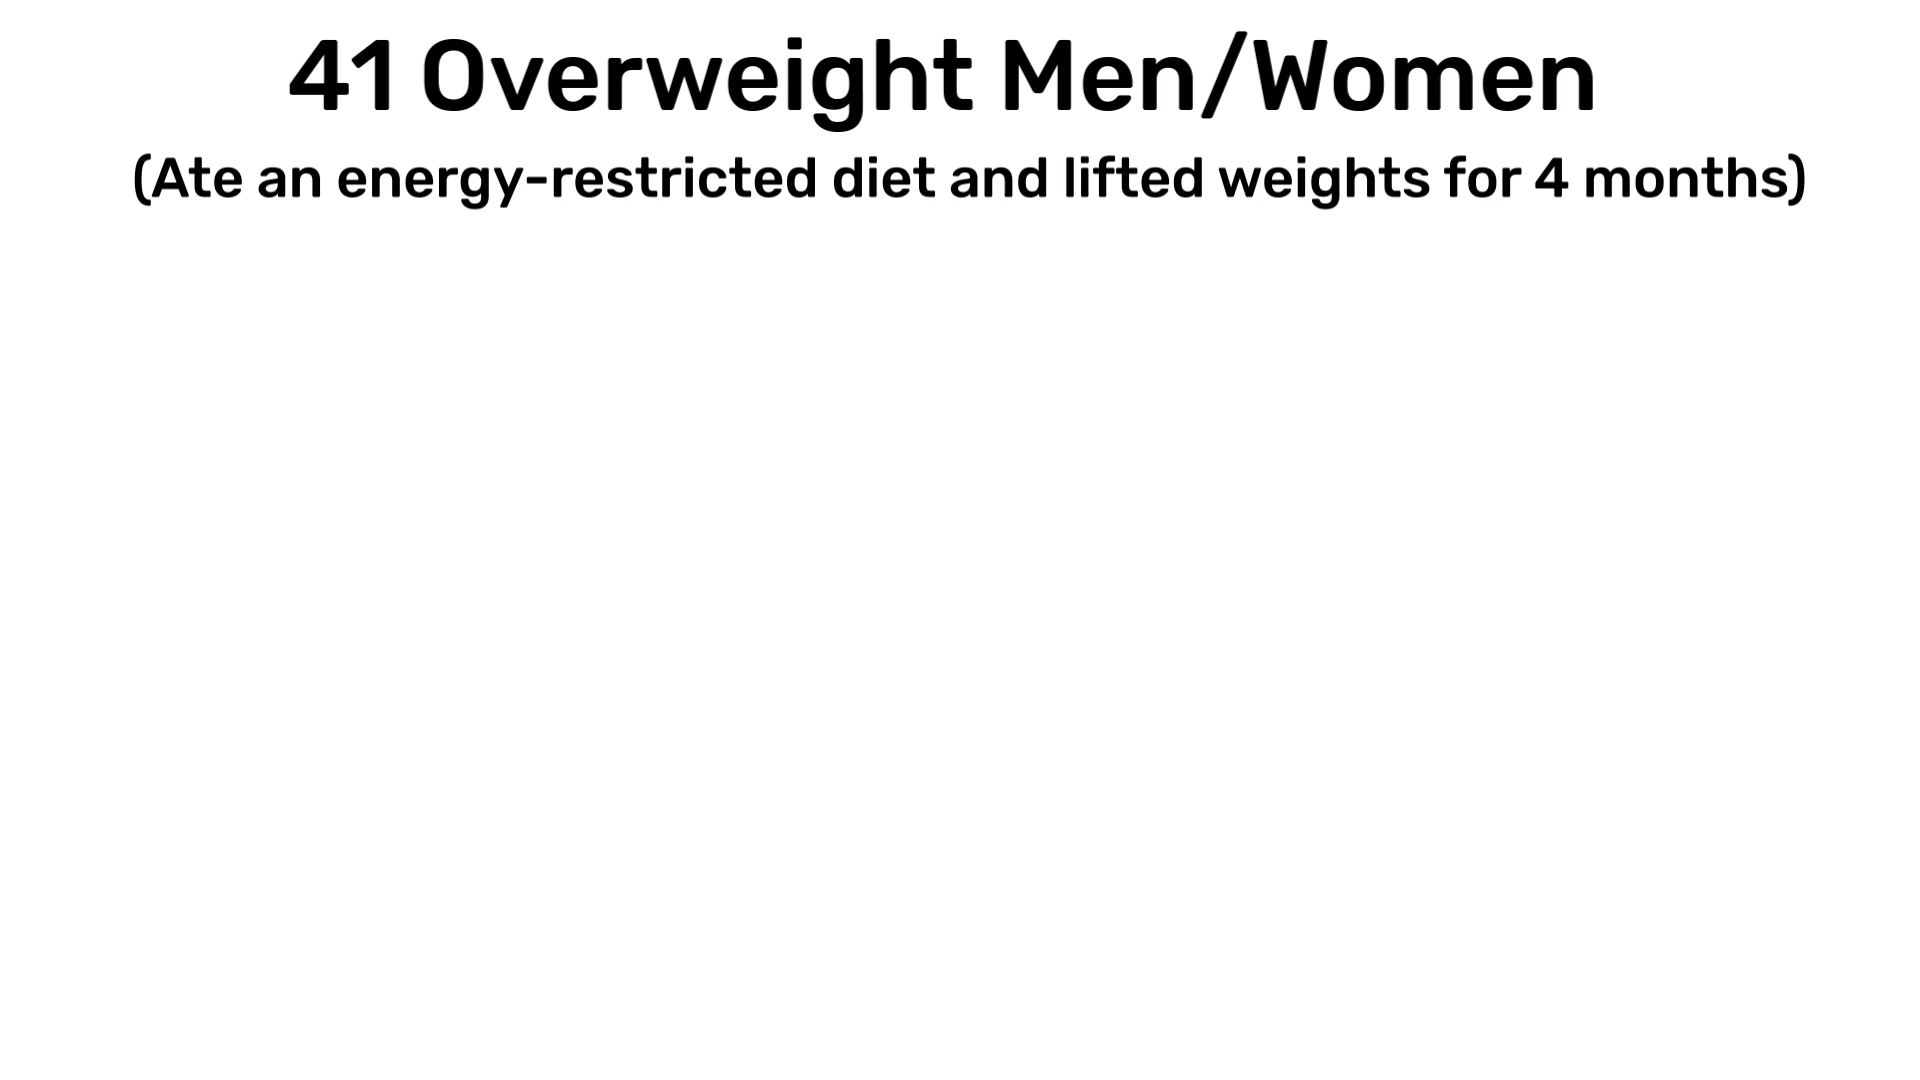 41 Overweight Men/Women
(Ate an energy-restricted diet and lifted weights for 4 months)